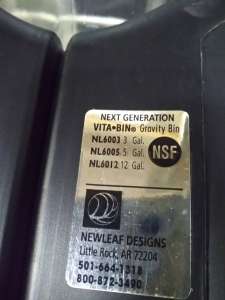 NEXT GENERATION
VITA•BIN® Gravity Bin
NL6003 3 Gal.
NL6005 5 Gal.
NL6012 12 Gal.
NSF
NEWLEAF DESIGNS
Little Rock, AR 72204
501-664-1318
800-872-3490